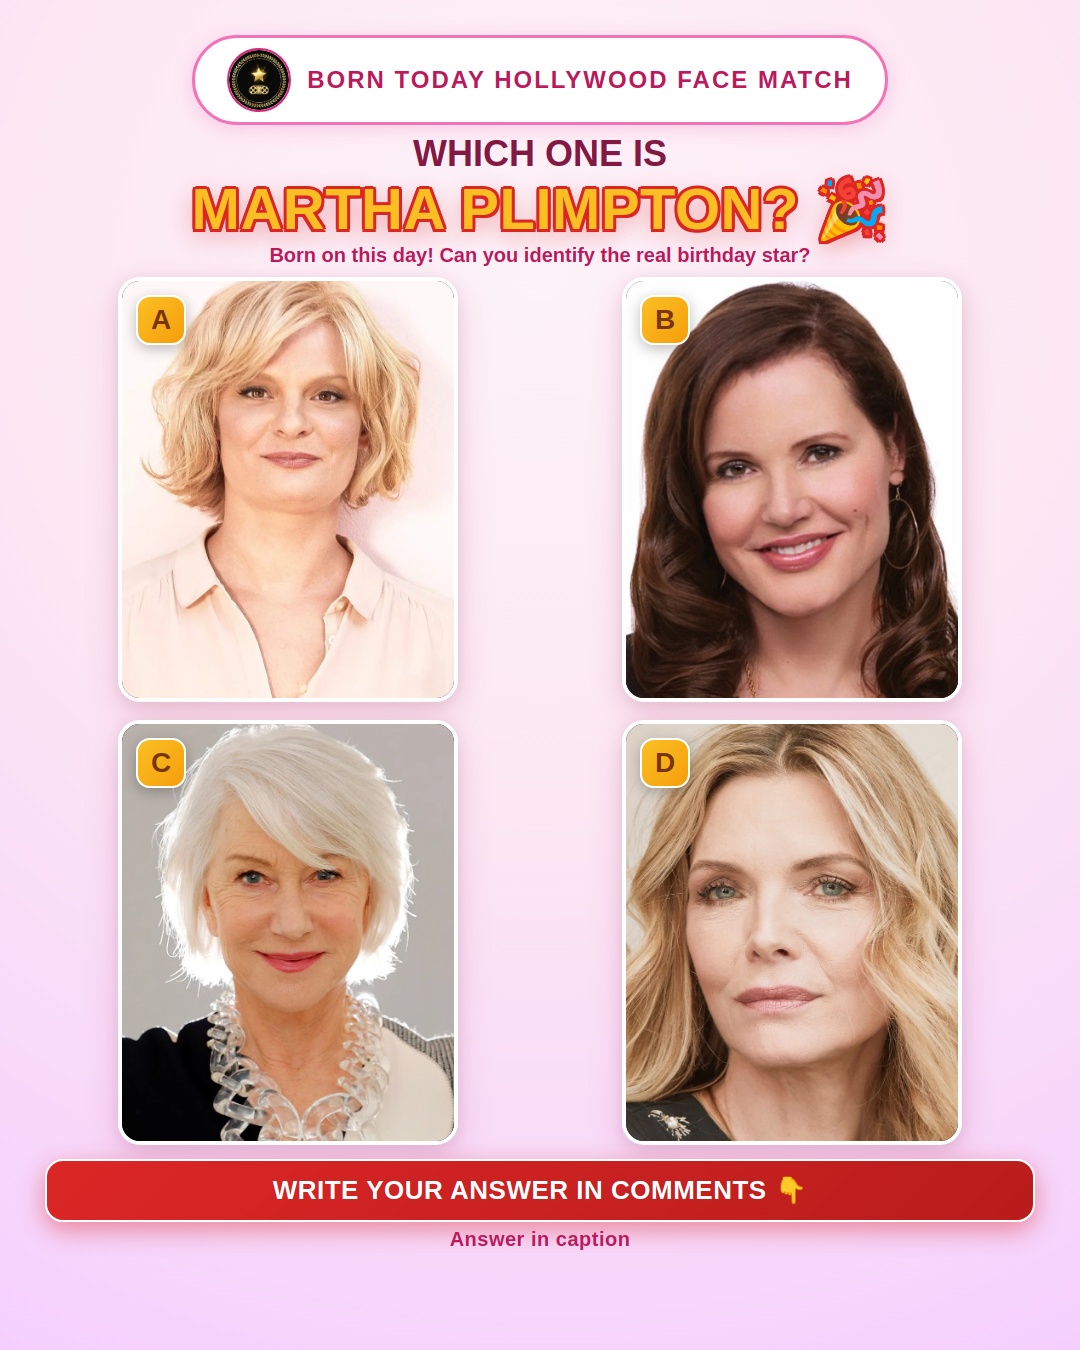 BORN TODAY HOLLYWOOD FACE MATCH
WHICH ONE IS
MARTHA PLIMPTON? 🎉
Born on this day! Can you identify the real birthday star?
A
B
C
D
WRITE YOUR ANSWER IN COMMENTS 👇
Answer in caption